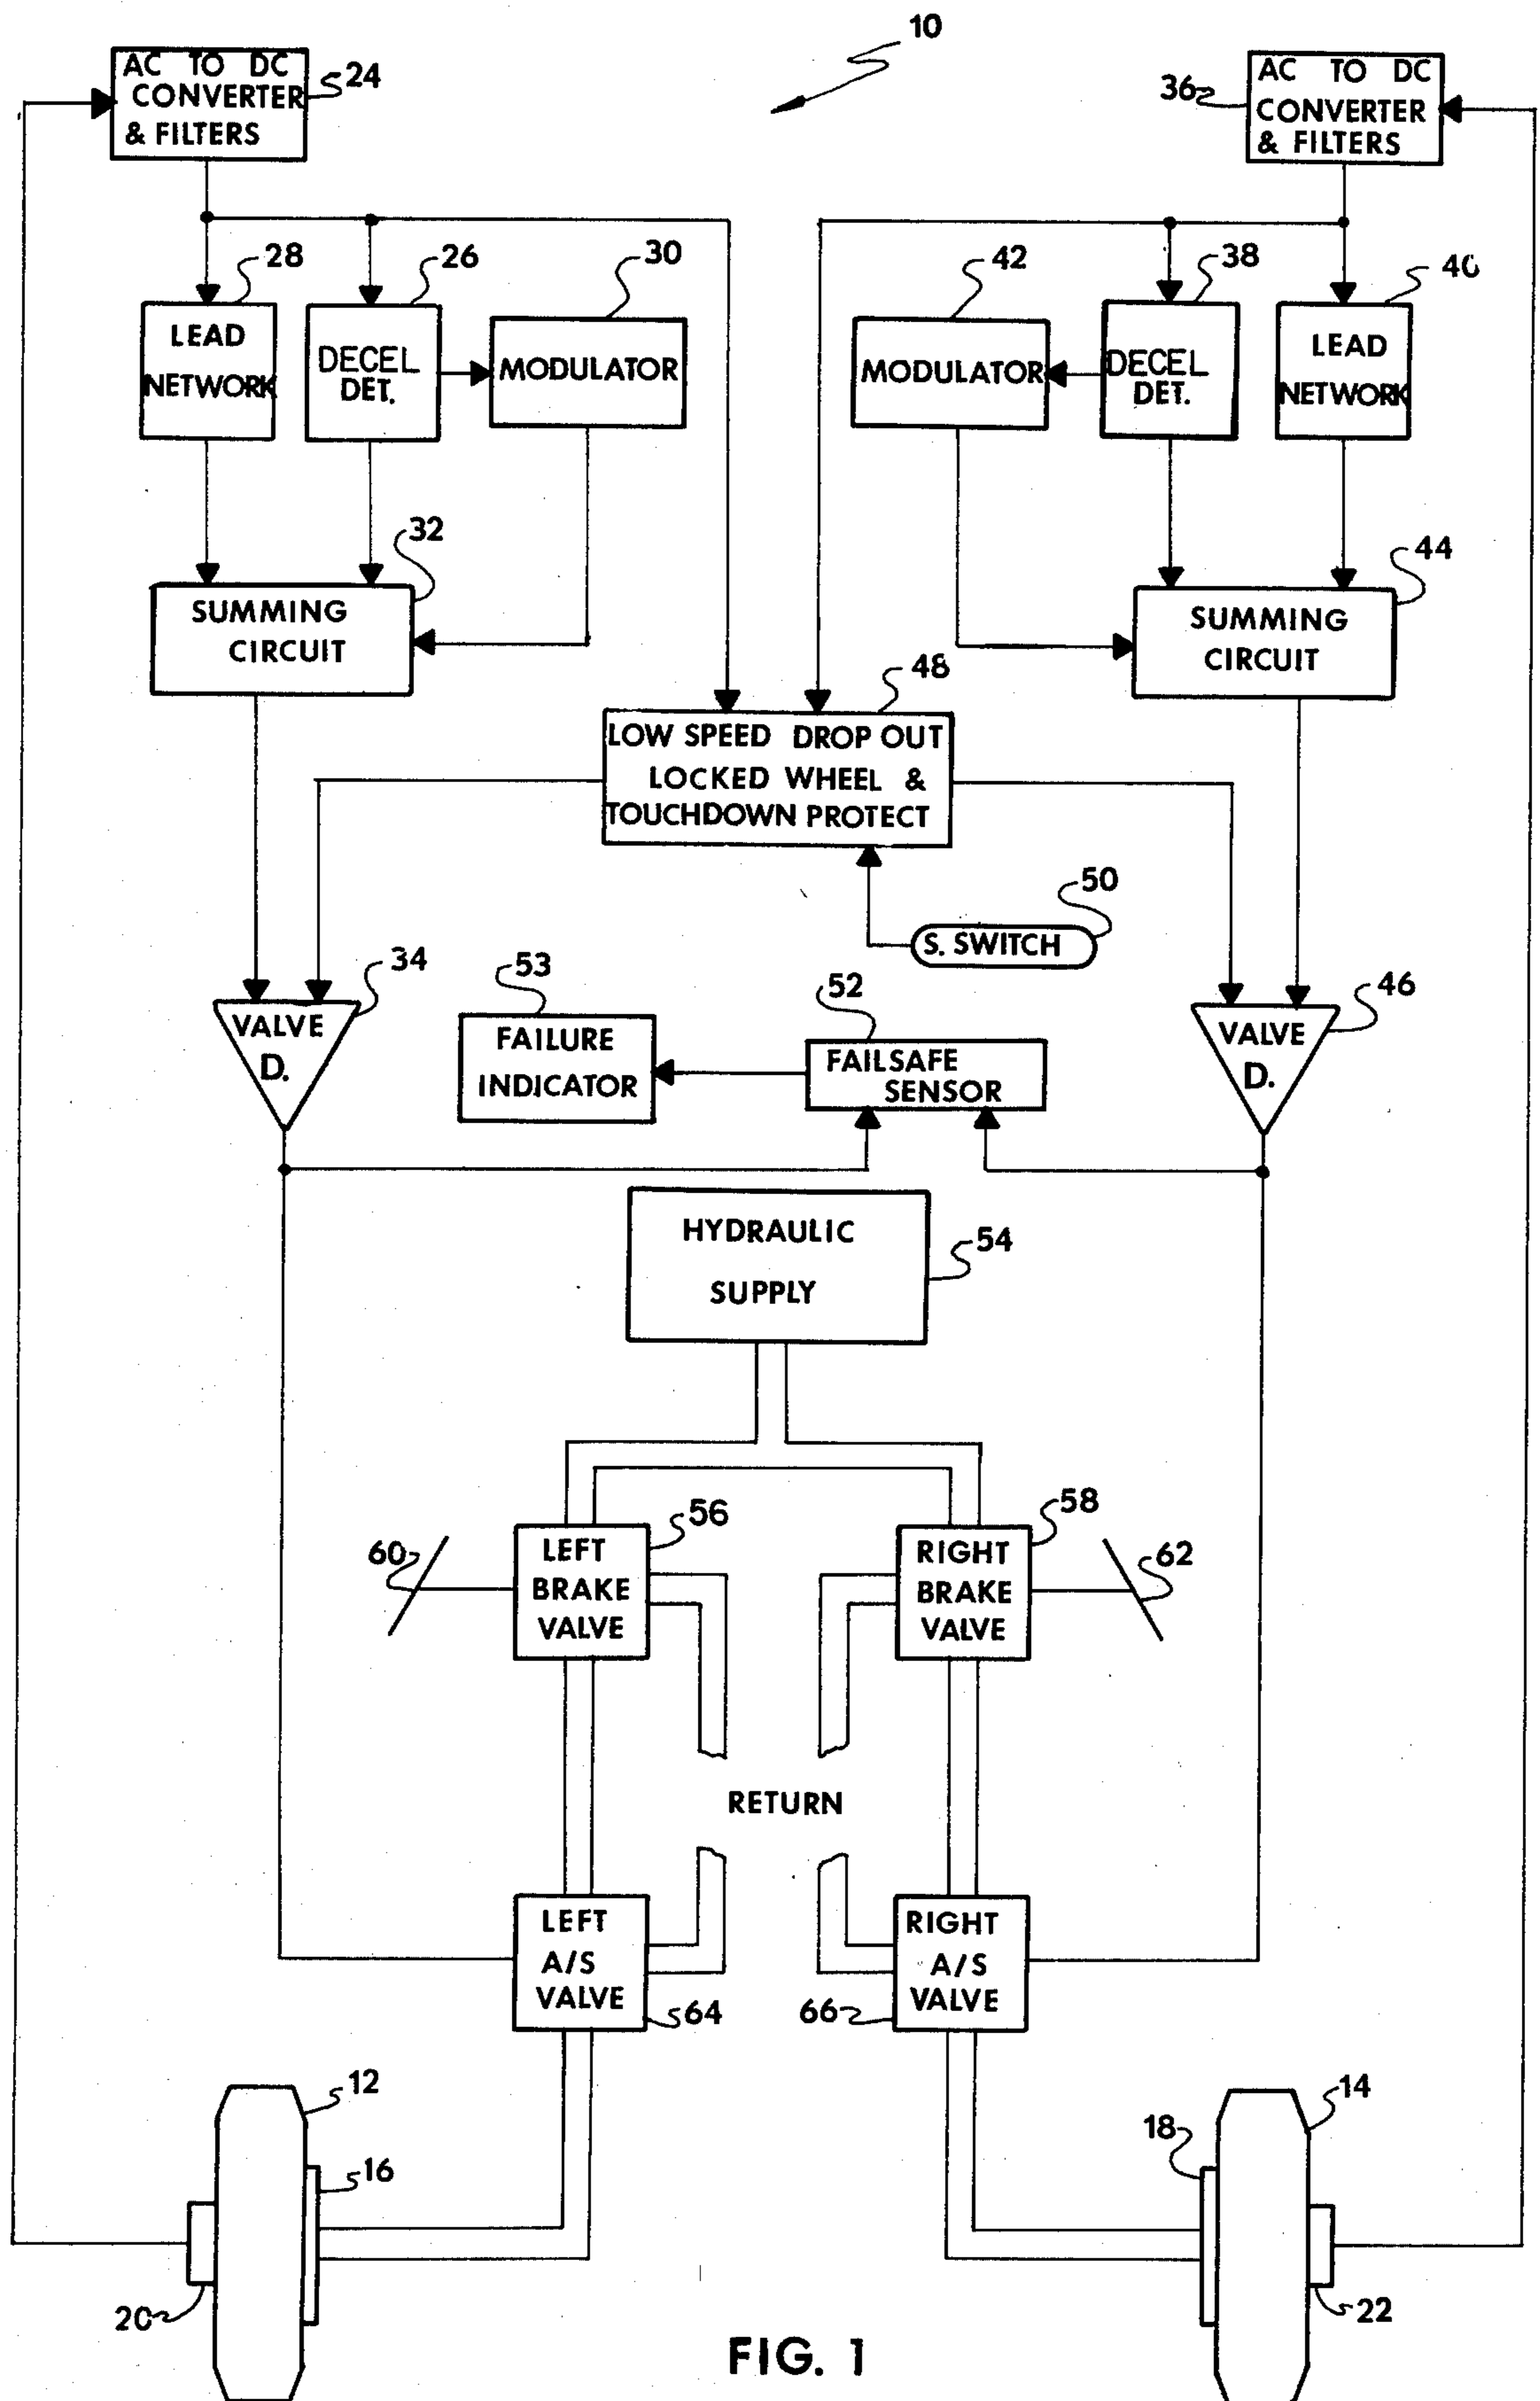 10
AC TO DC
CONVERTER
& FILTERS
24
36
AC TO DC
CONVERTER
& FILTERS
28
26
30
42
38
40
LEAD
NETWORK
DECEL
DET.
MODULATOR
MODULATOR
DECEL
DET.
LEAD
NETWORK
32
44
SUMMING
CIRCUIT
SUMMING
CIRCUIT
48
LOW SPEED DROP OUT
LOCKED WHEEL &
TOUCHDOWN PROTECT
50
S. SWITCH
34
53
52
46
VALVE
D.
FAILURE
INDICATOR
FAILSAFE
SENSOR
VALVE
D.
HYDRAULIC
SUPPLY
54
56
58
60
LEFT
BRAKE
VALVE
RIGHT
BRAKE
VALVE
62
RETURN
LEFT
A/S
VALVE
64
RIGHT
A/S
VALVE
66
12
14
16
18
20
22
FIG. 1